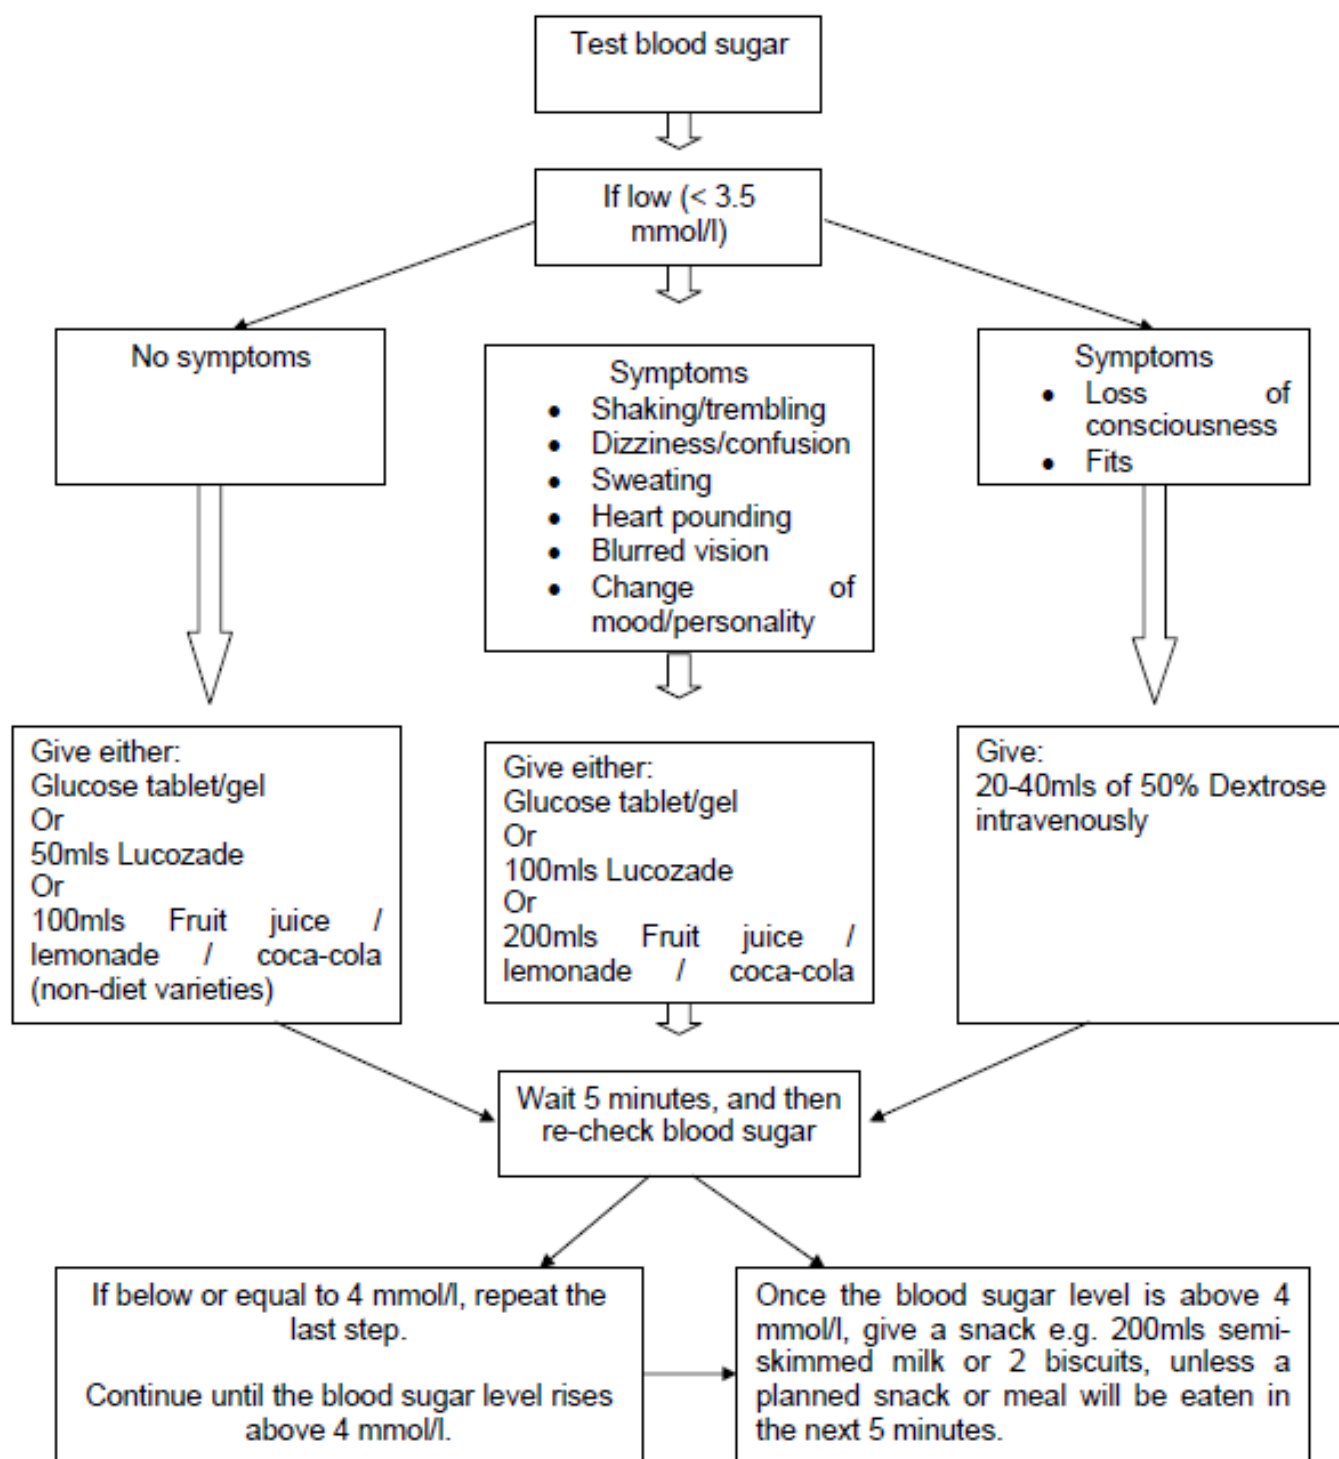 Test blood sugar
If low (< 3.5
mmol/l)
No symptoms
Symptoms
• Shaking/trembling
• Dizziness/confusion
• Sweating
• Heart pounding
• Blurred vision
• Change of
mood/personality
Symptoms
• Loss of
consciousness
• Fits
Give either:
Glucose tablet/gel
Or
50mls Lucozade
Or
100mls Fruit juice /
lemonade / coca-cola
(non-diet varieties)
Give either:
Glucose tablet/gel
Or
100mls Lucozade
Or
200mls Fruit juice /
lemonade / coca-cola
Give:
20-40mls of 50% Dextrose
intravenously
Wait 5 minutes, and then
re-check blood sugar
If below or equal to 4 mmol/l, repeat the
last step.
Continue until the blood sugar level rises
above 4 mmol/l.
Once the blood sugar level is above 4
mmol/l, give a snack e.g. 200mls semi-
skimmed milk or 2 biscuits, unless a
planned snack or meal will be eaten in
the next 5 minutes.